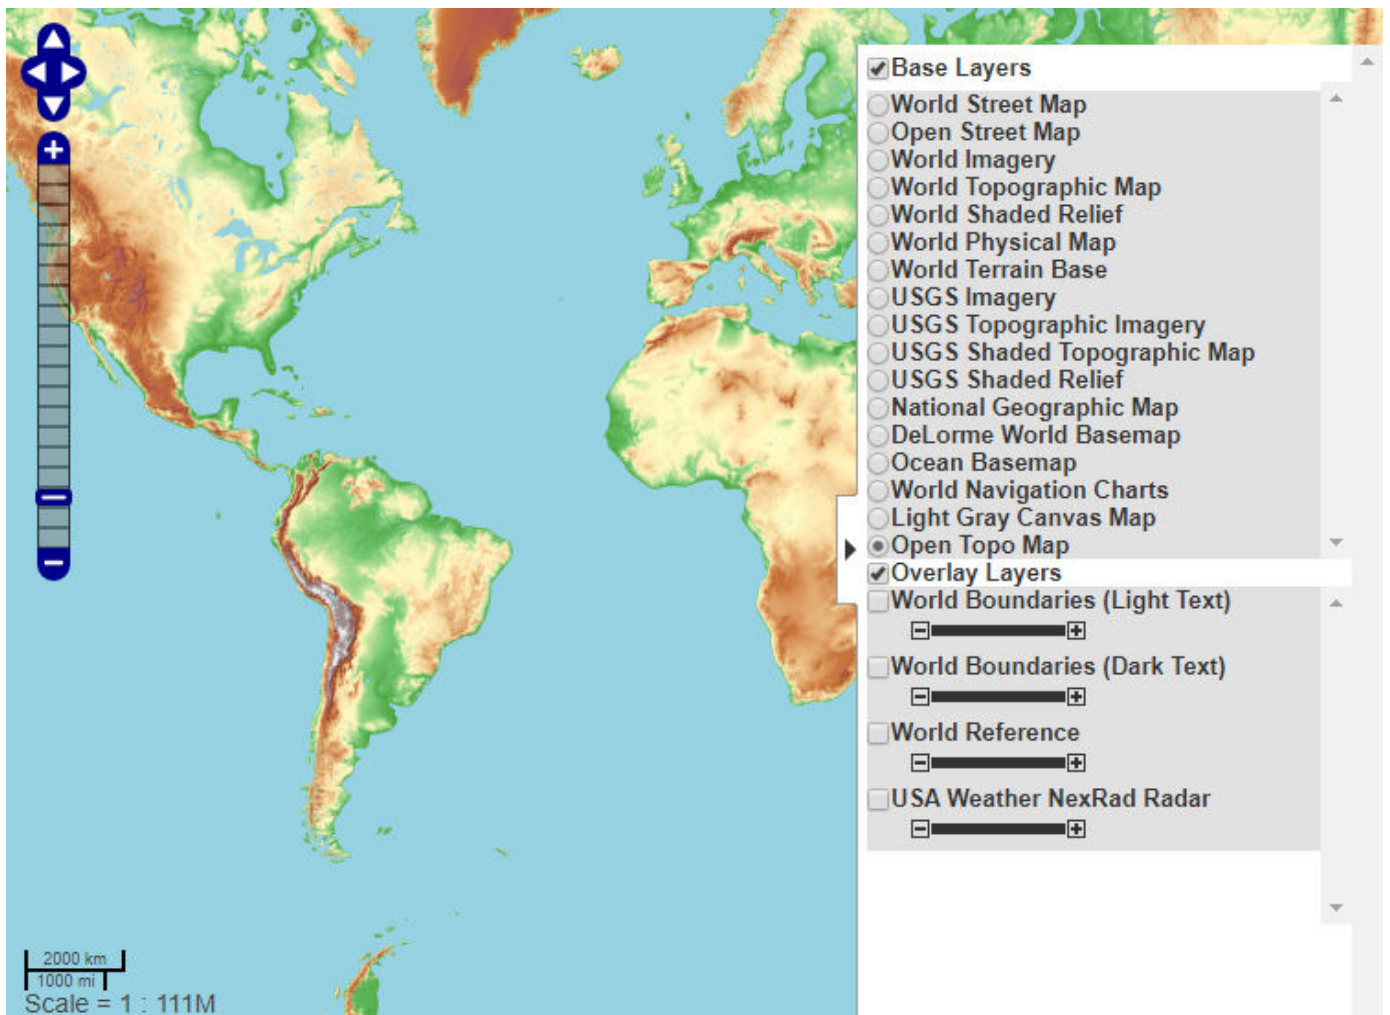 Base Layers
World Street Map
Open Street Map
World Imagery
World Topographic Map
World Shaded Relief
World Physical Map
World Terrain Base
USGS Imagery
USGS Topographic Imagery
USGS Shaded Topographic Map
USGS Shaded Relief
National Geographic Map
DeLorme World Basemap
Ocean Basemap
World Navigation Charts
Light Gray Canvas Map
Open Topo Map
Overlay Layers
World Boundaries (Light Text)
World Boundaries (Dark Text)
World Reference
USA Weather NexRad Radar
2000 km
1000 mi
Scale = 1 : 111M